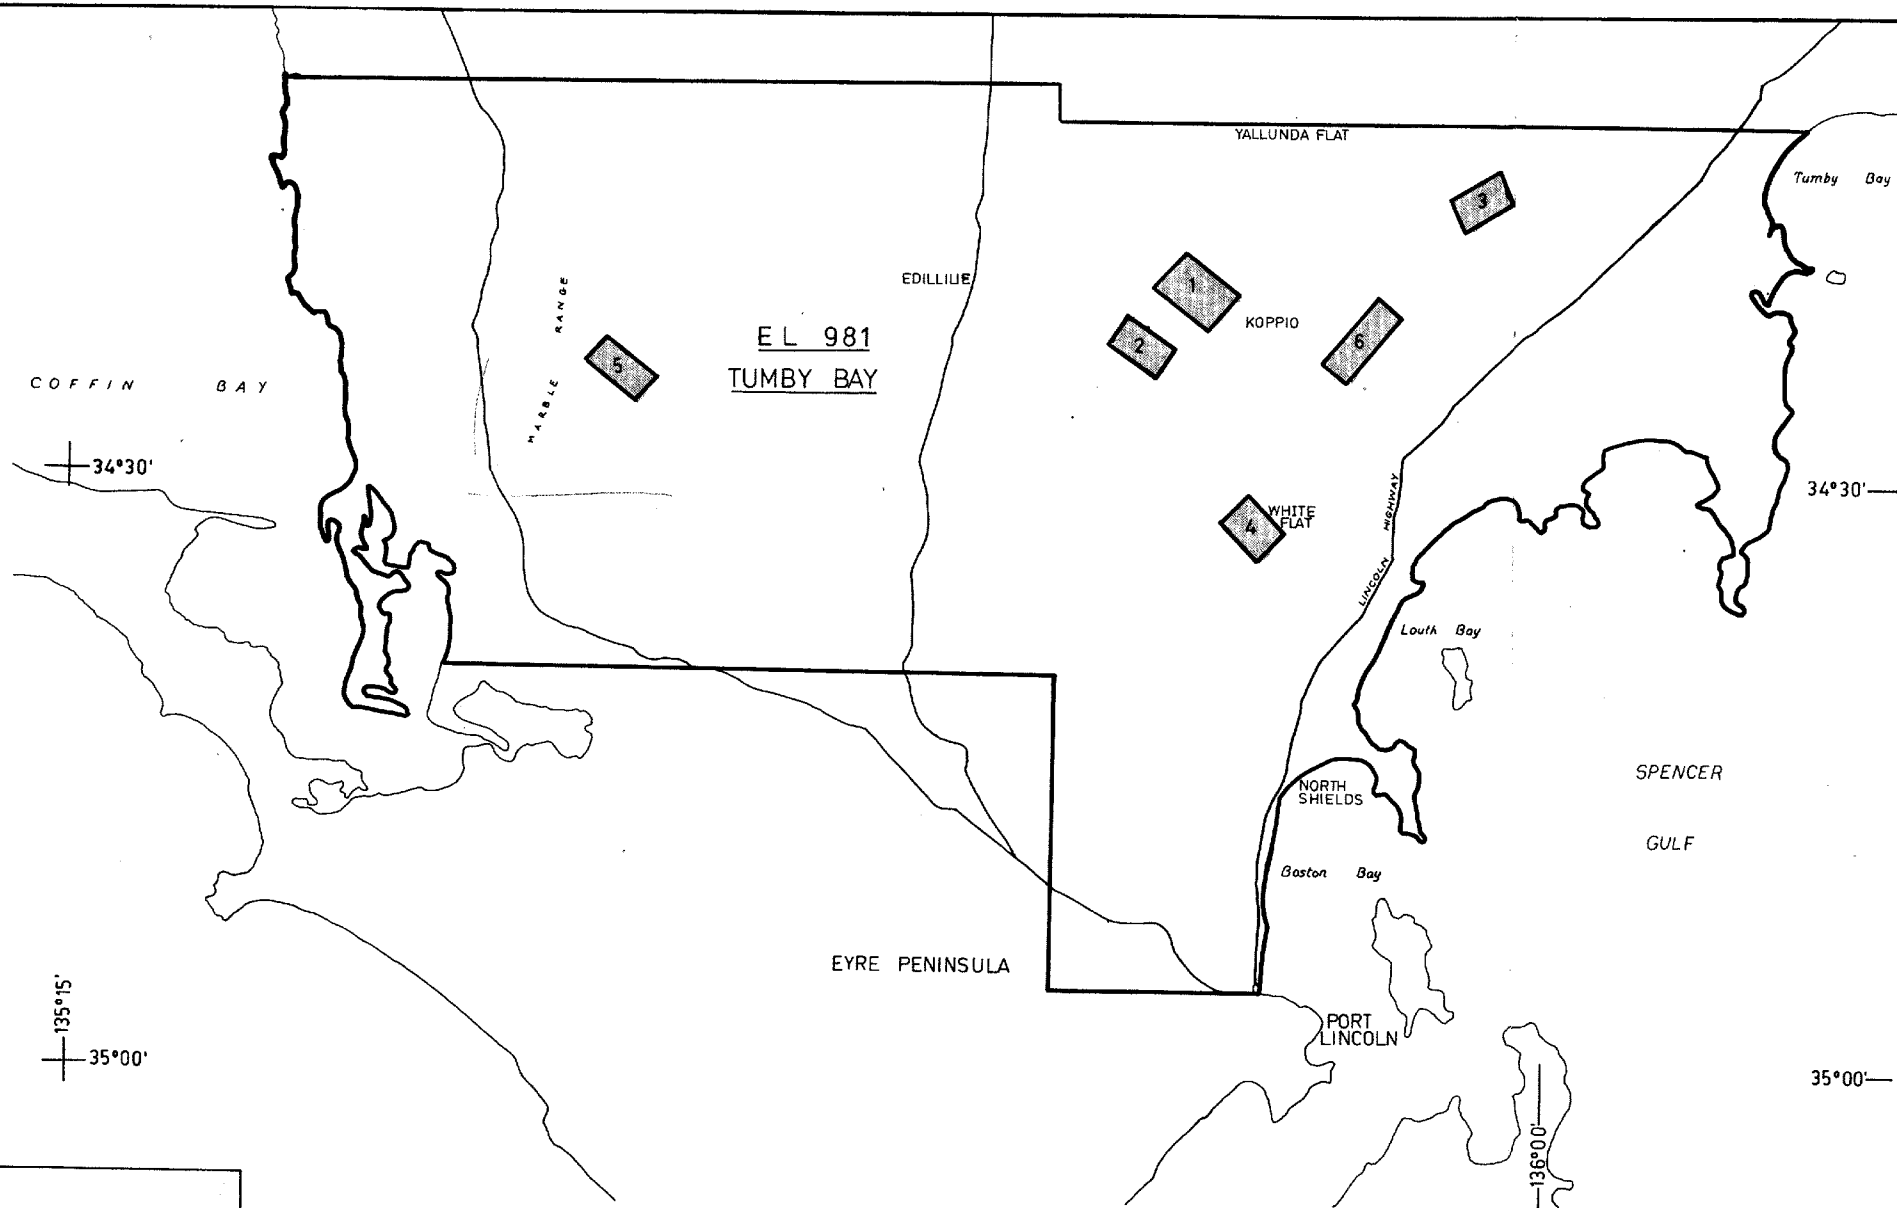 YALLUNDA FLAT
Tumby Bay
3
EDILLILIE
1
MARBLE RANGE
EL 981
TUMBY BAY
KOPPIO
2
6
5
COFFIN BAY
34°30'
34°30'
LINCOLN HIGHWAY
WHITE
FLAT
4
Louth Bay
SPENCER
GULF
NORTH
SHIELDS
Boston Bay
EYRE PENINSULA
135°15'
35°00'
PORT
LINCOLN
35°00'
136°00'